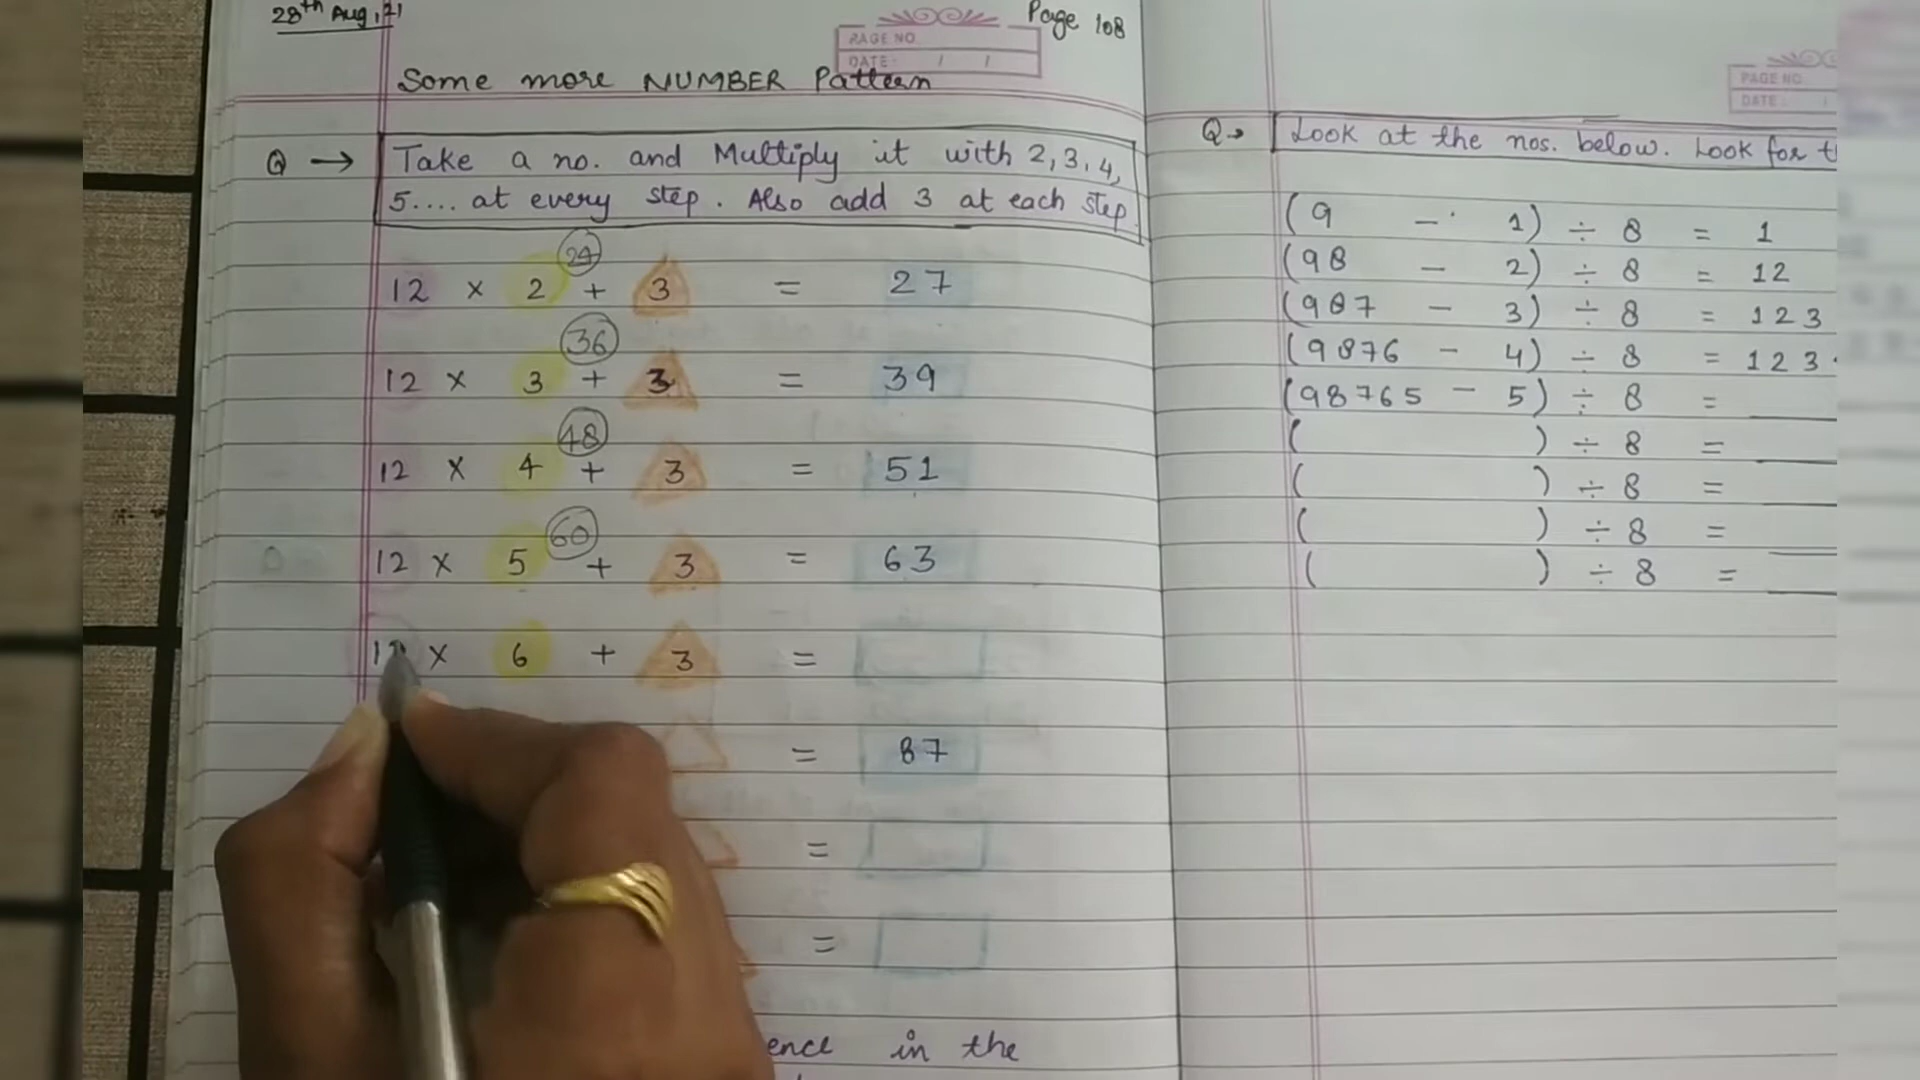 28th Aug, 21
Page 108
PAGE NO.
DATE: / /
Some more NUMBER Pattern
Q → Take a no. and Multiply it with 2, 3, 4,
5.... at every step. Also add 3 at each step.
24
12 × 2 + 3 = 27
36
12 × 3 + 3 = 39
48
12 × 4 + 3 = 51
60
12 × 5 + 3 = 63
12 × 6 + 3 =
= 87
=
=
in the
PAGE NO.
DATE: /
Q → Look at the nos. below. Look for
(9 - 1) ÷ 8 = 1
(98 - 2) ÷ 8 = 12
(987 - 3) ÷ 8 = 123
(9876 - 4) ÷ 8 = 123
(98765 - 5) ÷ 8 =
( ) ÷ 8 =
( ) ÷ 8 =
( ) ÷ 8 =
( ) ÷ 8 =